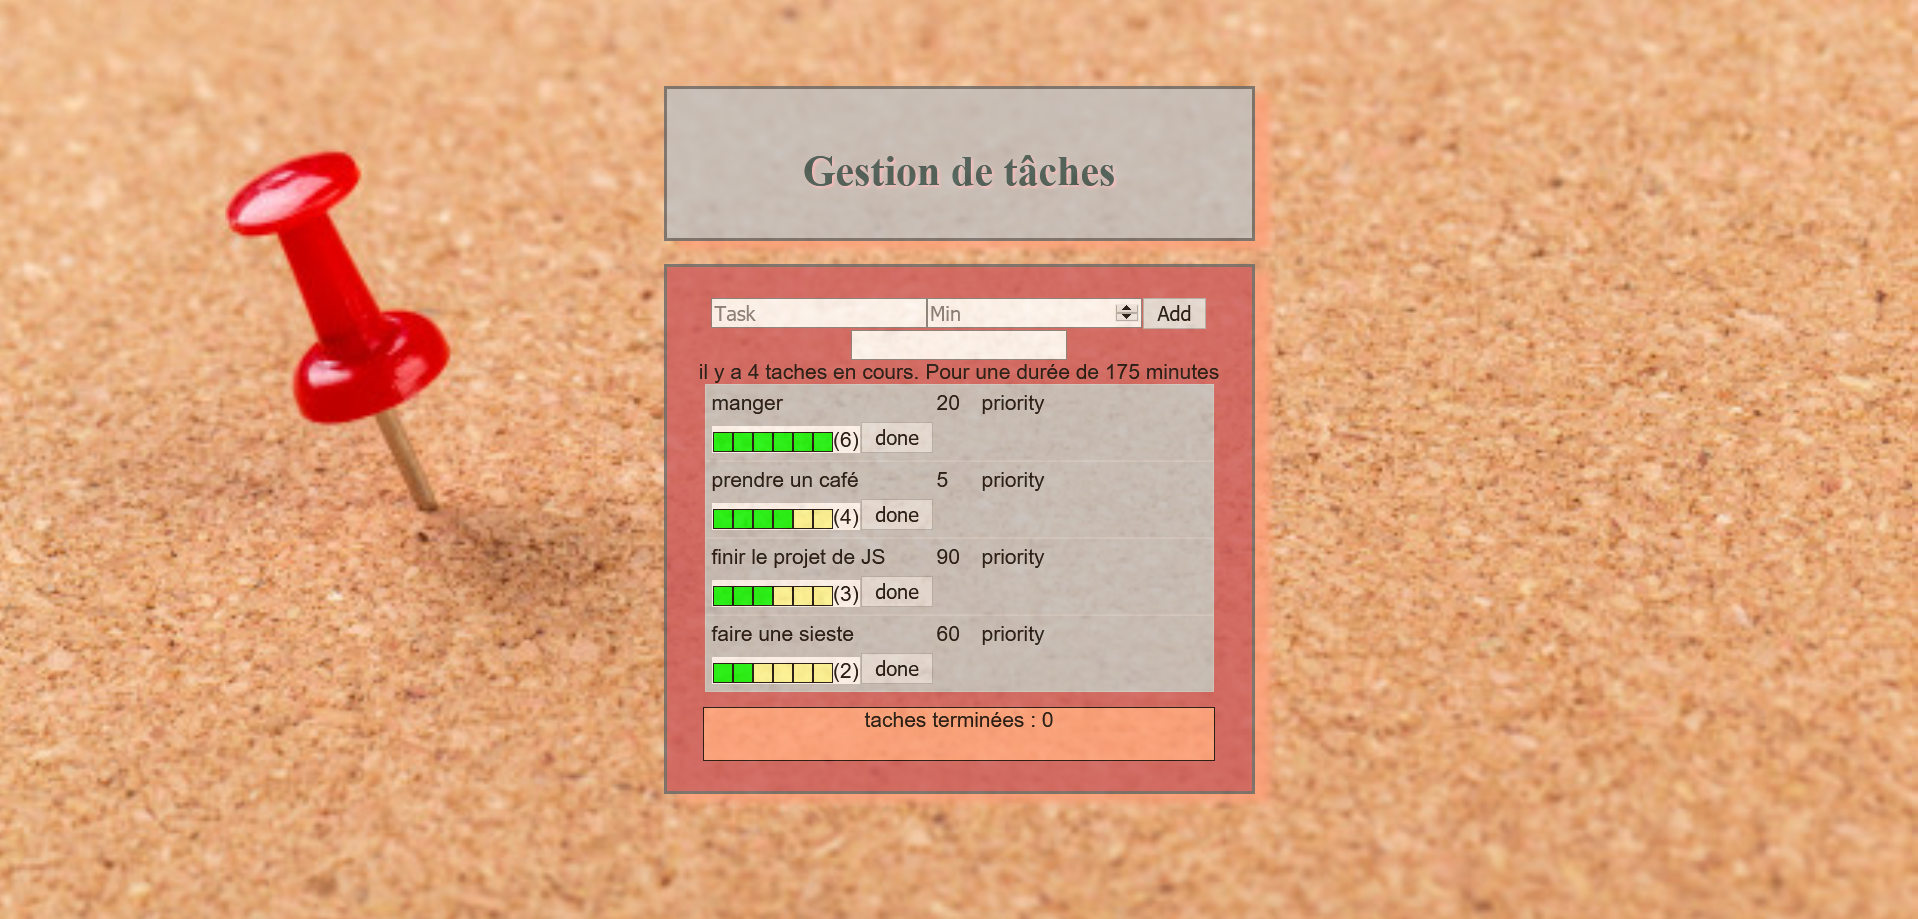 Gestion de tâches
Task Min Add
il y a 4 taches en cours. Pour une durée de 175 minutes
manger 20 priority
(6) done
prendre un café 5 priority
(4) done
finir le projet de JS 90 priority
(3) done
faire une sieste 60 priority
(2) done
taches terminées : 0